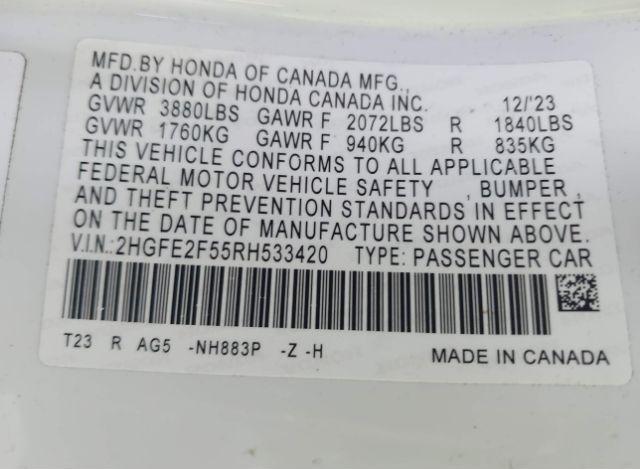 MFD.BY HONDA OF CANADA MFG.,
A DIVISION OF HONDA CANADA INC. 12/'23
GVWR 3880LBS GAWR F 2072LBS R 1840LBS
GVWR 1760KG GAWR F 940KG R 835KG
THIS VEHICLE CONFORMS TO ALL APPLICABLE
FEDERAL MOTOR VEHICLE SAFETY , BUMPER ,
AND THEFT PREVENTION STANDARDS IN EFFECT
ON THE DATE OF MANUFACTURE SHOWN ABOVE.
V.I.N.:2HGFE2F55RH533420 TYPE: PASSENGER CAR
T23 R AG5 -NH883P -Z -H MADE IN CANADA